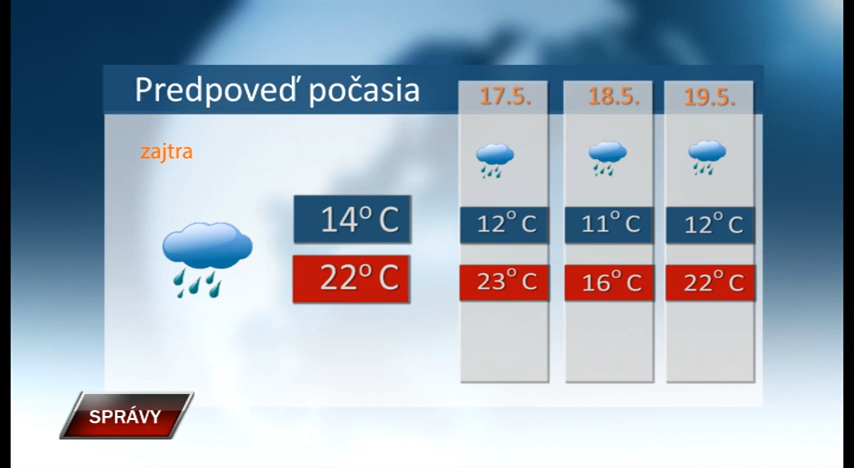 Predpoveď počasia
zajtra
14° C
22° C
17.5. 18.5. 19.5.
12° C 11° C 12° C
23° C 16° C 22° C
SPRÁVY